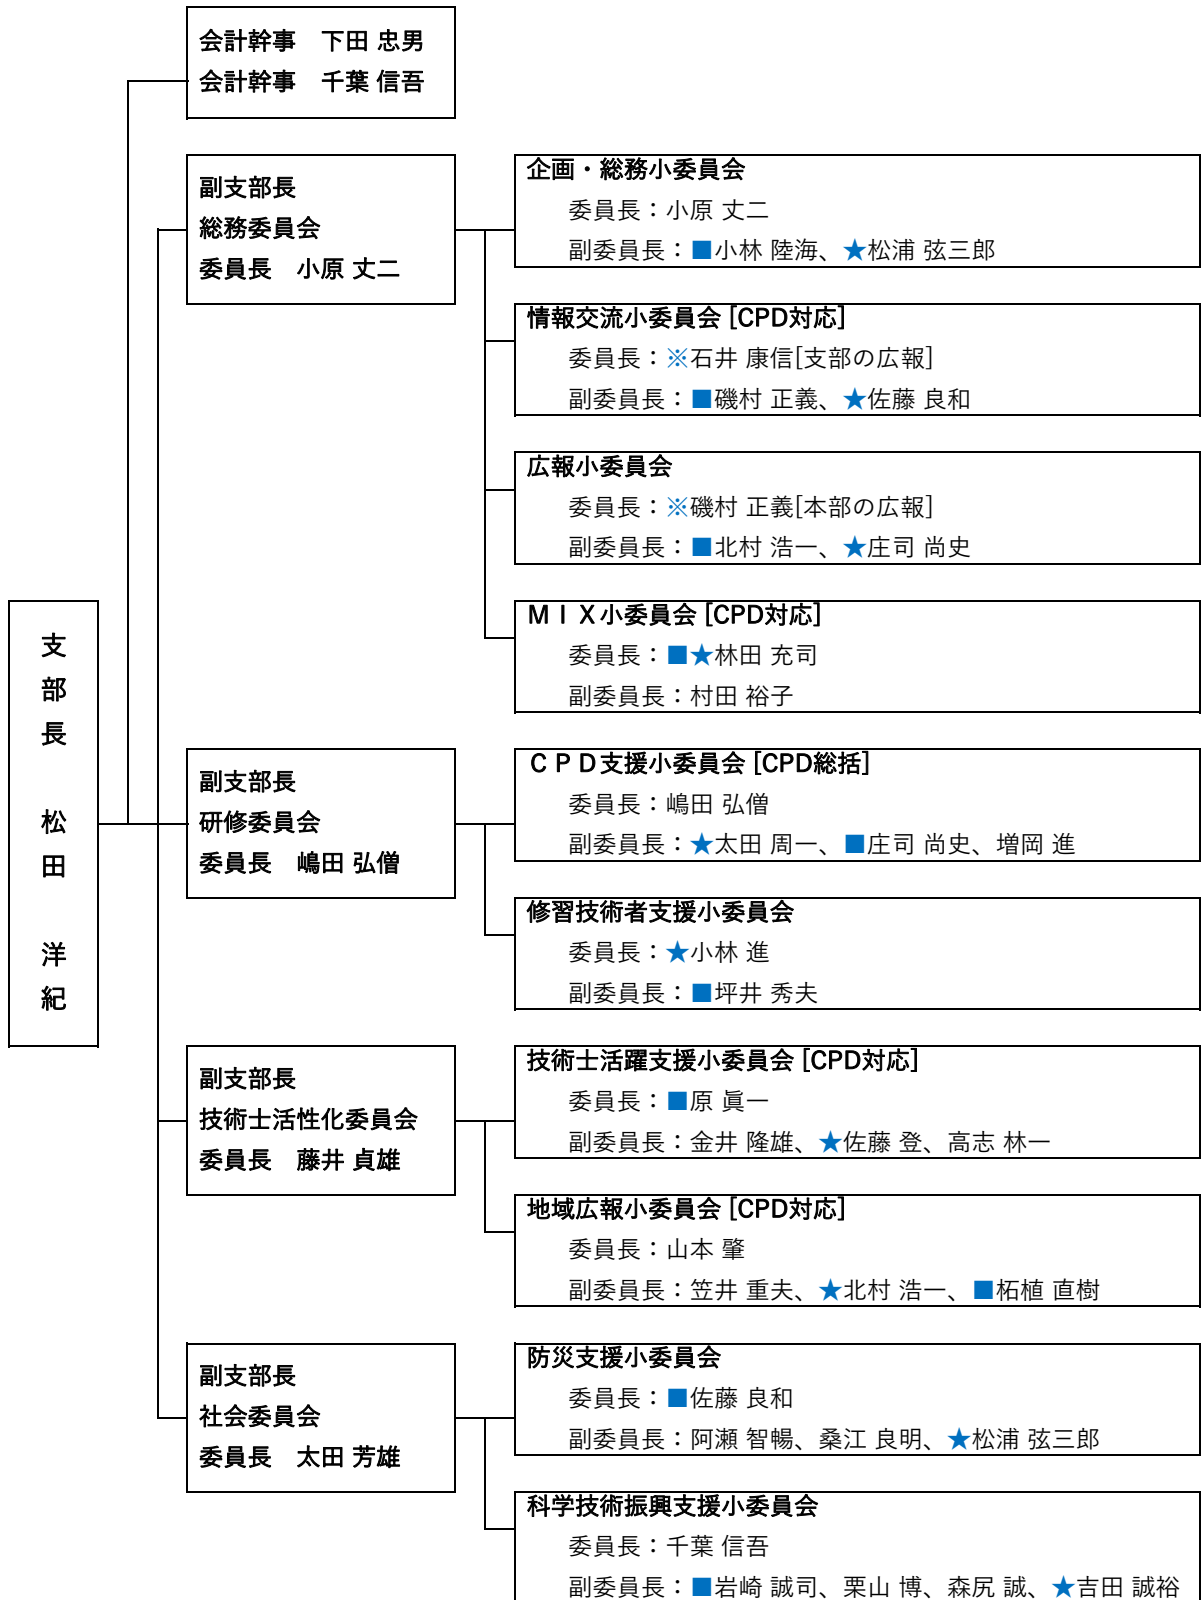 会計幹事　下田 忠男
会計幹事　千葉 信吾
副支部長
総務委員会
委員長　小原 丈二
企画・総務小委員会
委員長：小原 丈二
副委員長：■小林 陸海、★松浦 弦三郎
情報交流小委員会 [CPD対応]
委員長：※石井 康信[支部の広報]
副委員長：■磯村 正義、★佐藤 良和
広報小委員会
委員長：※磯村 正義[本部の広報]
副委員長：■北村 浩一、★庄司 尚史
ＭＩＸ小委員会 [CPD対応]
委員長：■★林田 充司
副委員長：村田 裕子
支部長　松田　洋紀
副支部長
研修委員会
委員長　嶋田 弘僧
ＣＰＤ支援小委員会 [CPD総括]
委員長：嶋田 弘僧
副委員長：★太田 周一、■庄司 尚史、増岡 進
修習技術者支援小委員会
委員長：★小林 進
副委員長：■坪井 秀夫
副支部長
技術士活性化委員会
委員長　藤井 貞雄
技術士活躍支援小委員会 [CPD対応]
委員長：■原 眞一
副委員長：金井 隆雄、★佐藤 登、高志 林一
地域広報小委員会 [CPD対応]
委員長：山本 肇
副委員長：笠井 重夫、★北村 浩一、■柘植 直樹
副支部長
社会委員会
委員長　太田 芳雄
防災支援小委員会
委員長：■佐藤 良和
副委員長：阿瀬 智暢、桑江 良明、★松浦 弦三郎
科学技術振興支援小委員会
委員長：千葉 信吾
副委員長：■岩崎 誠司、栗山 博、森尻 誠、★吉田 誠裕